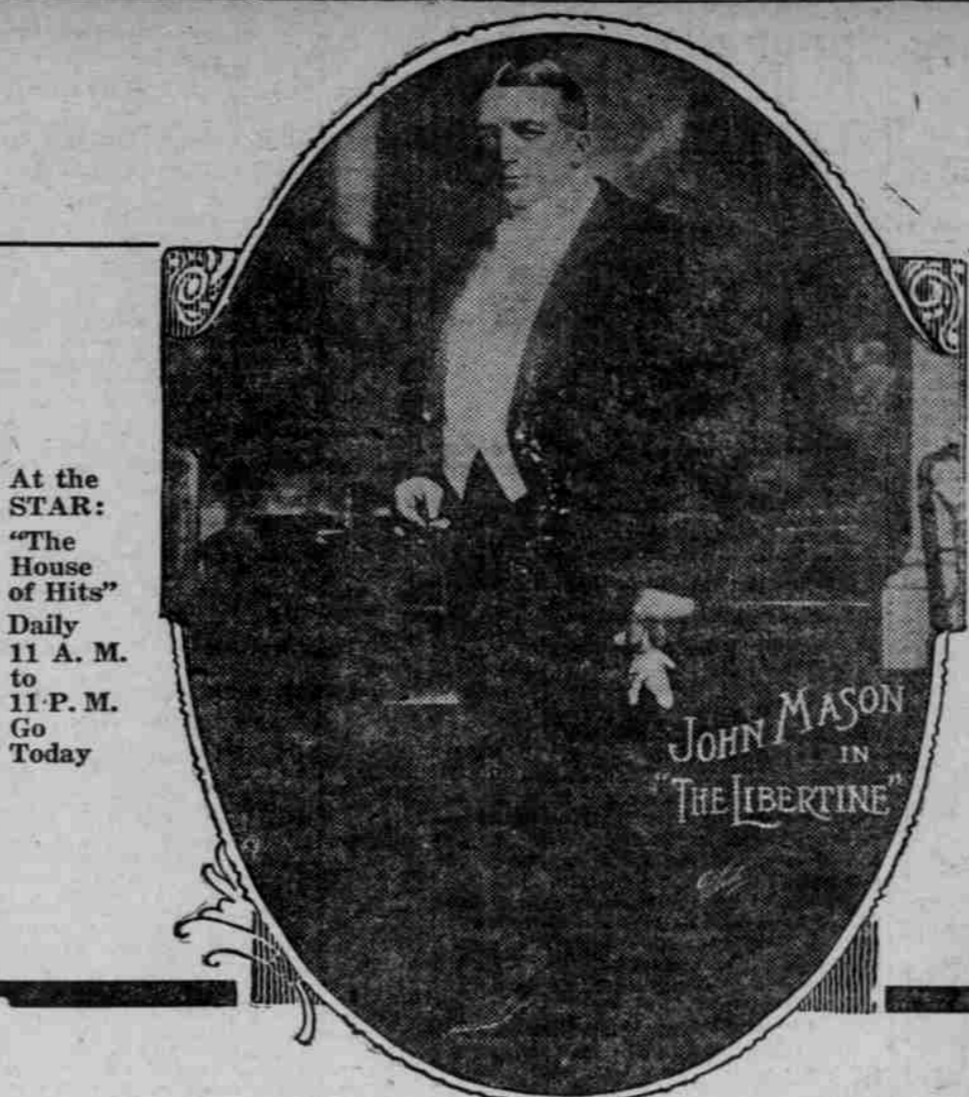 At the
STAR:
“The
House
of Hits”
Daily
11 A. M.
to
11 P. M.
Go
Today
JOHN MASON
IN
"THE LIBERTINE"